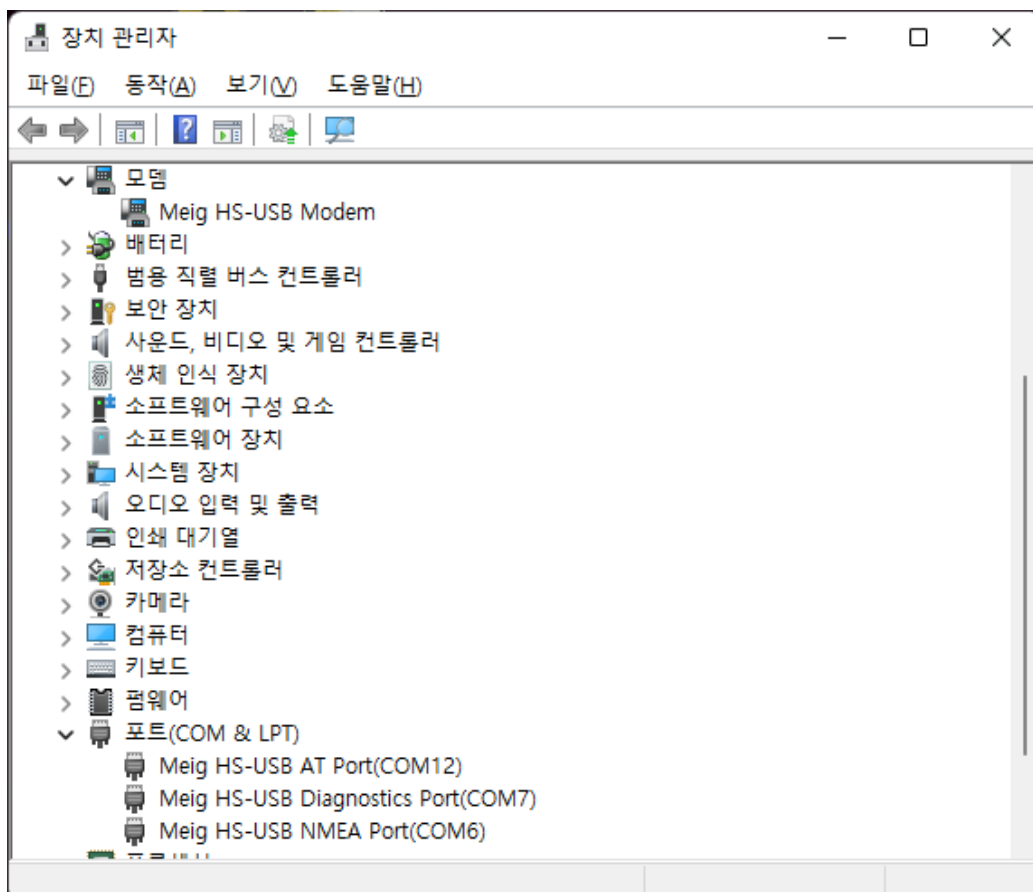 장치 관리자
파일(F) 동작(A) 보기(V) 도움말(H)
모뎀
Meig HS-USB Modem
배터리
범용 직렬 버스 컨트롤러
보안 장치
사운드, 비디오 및 게임 컨트롤러
생체 인식 장치
소프트웨어 구성 요소
소프트웨어 장치
시스템 장치
오디오 입력 및 출력
인쇄 대기열
저장소 컨트롤러
카메라
컴퓨터
키보드
펌웨어
포트(COM & LPT)
Meig HS-USB AT Port(COM12)
Meig HS-USB Diagnostics Port(COM7)
Meig HS-USB NMEA Port(COM6)